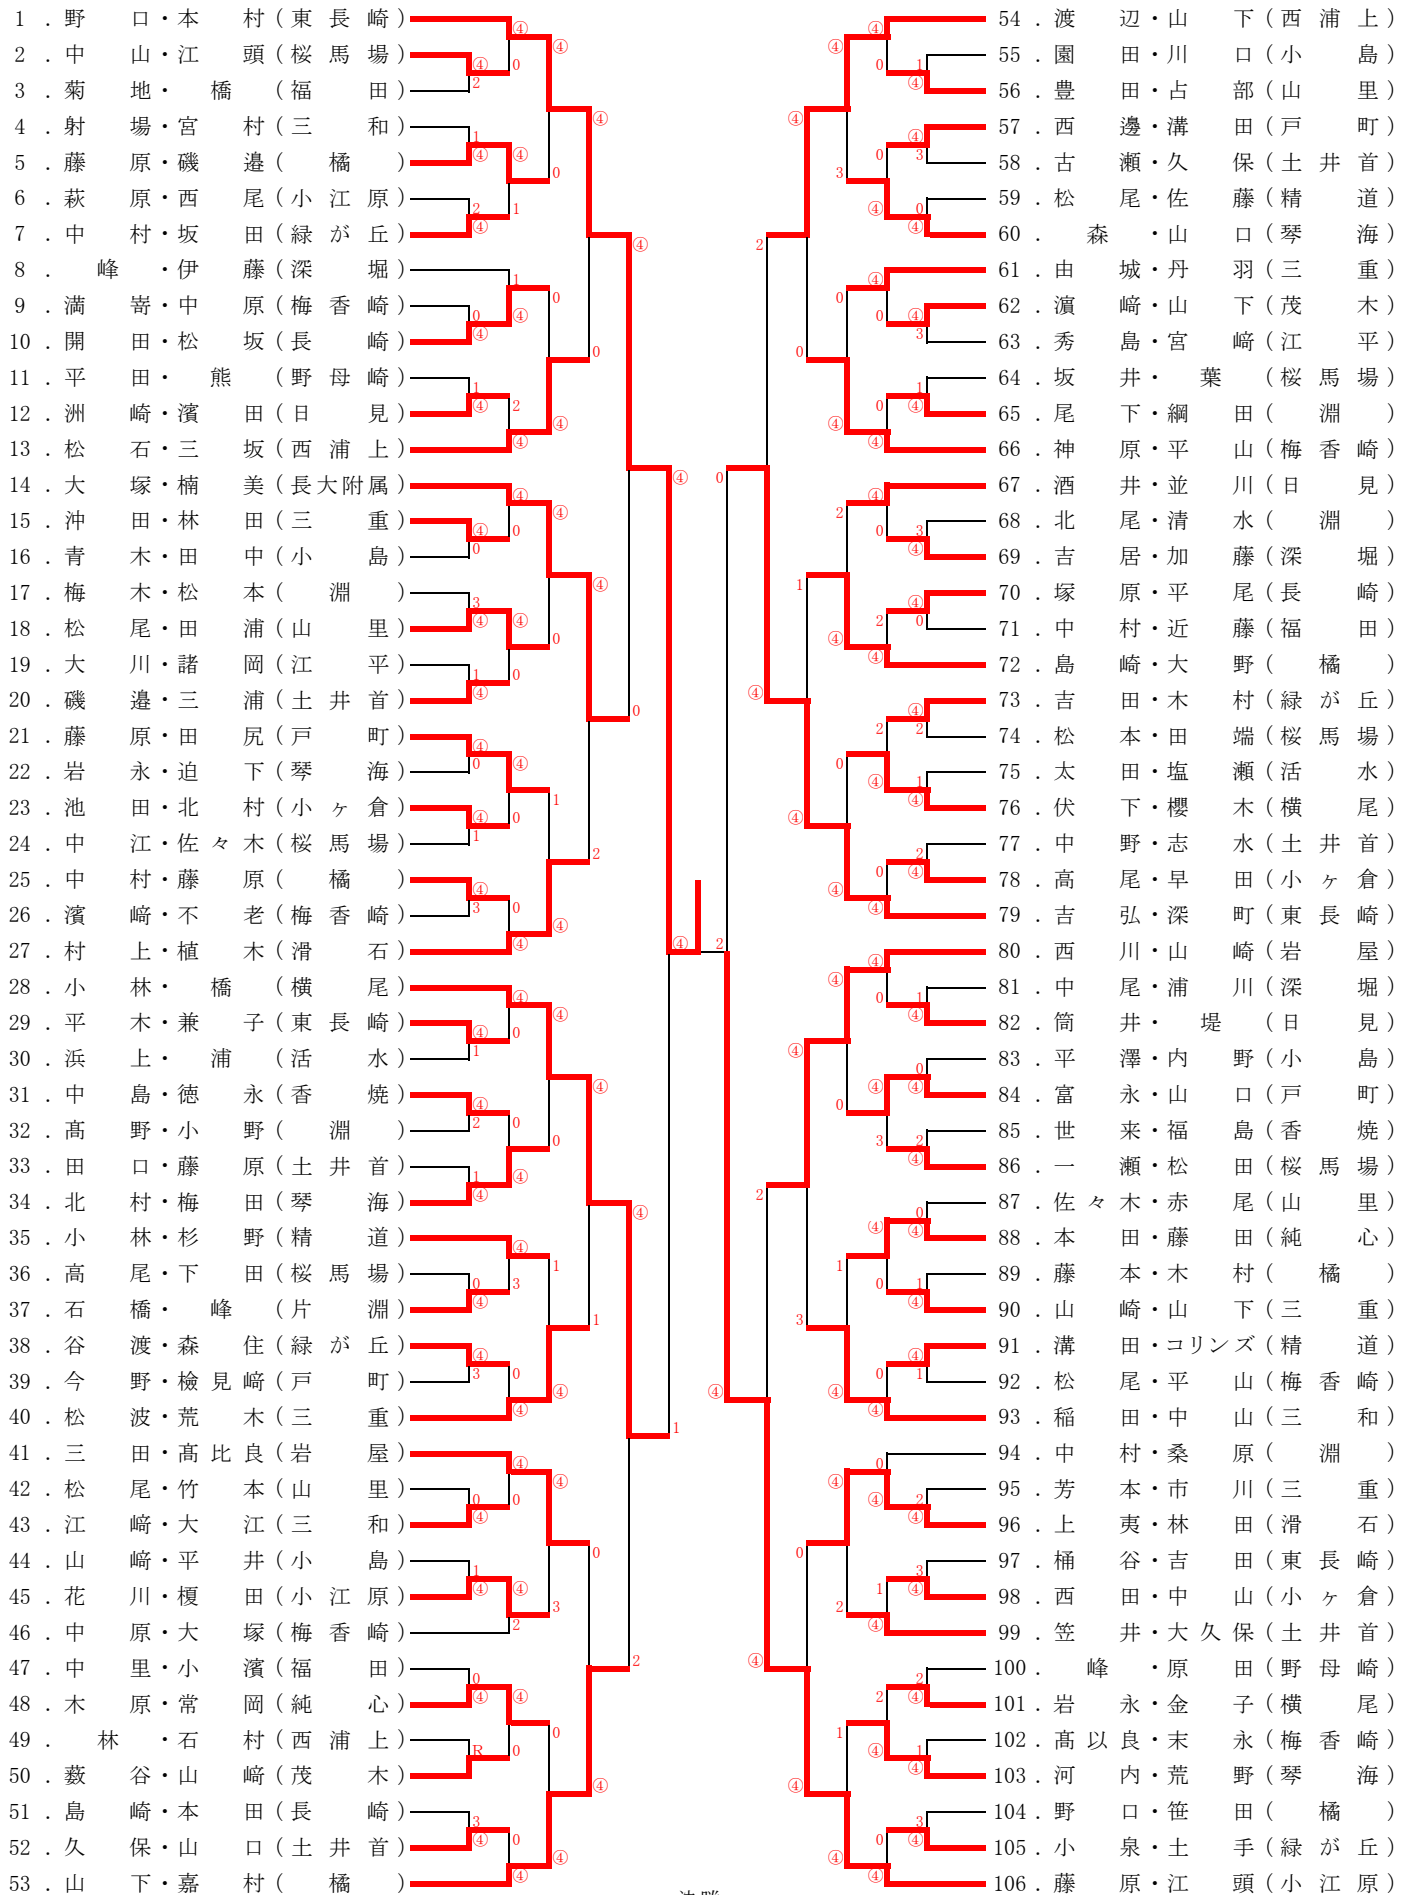 1．野口・本村（東長崎）
2．中山・江頭（桜馬場）
3．菊地・橋（福田）
4．射場・宮村（三和）
5．藤原・磯邉（橘）
6．萩原・西尾（小江原）
7．中村・坂田（緑が丘）
8．峰・伊藤（深堀）
9．満嵜・中原（梅香崎）
10．開田・松坂（長崎）
11．平田・熊（野母崎）
12．洲崎・濱田（日見）
13．松石・三坂（西浦上）
14．大塚・楠美（長大附属）
15．沖田・林田（三重）
16．青木・田中（小島）
17．梅木・松本（淵）
18．松尾・田浦（山里）
19．大川・諸岡（江平）
20．磯邉・三浦（土井首）
21．藤原・田尻（戸町）
22．岩永・迫下（琴海）
23．池田・北村（小ヶ倉）
24．中江・佐々木（桜馬場）
25．中村・藤原（橘）
26．濱﨑・不老（梅香崎）
27．村上・植木（滑石）
28．小林・橋（横尾）
29．平木・兼子（東長崎）
30．浜上・浦（活水）
31．中島・徳永（香焼）
32．髙野・小野（淵）
33．田口・藤原（土井首）
34．北村・梅田（琴海）
35．小林・杉野（精道）
36．高尾・下田（桜馬場）
37．石橋・峰（片淵）
38．谷渡・森住（緑が丘）
39．今野・檢見﨑（戸町）
40．松波・荒木（三重）
41．三田・髙比良（岩屋）
42．松尾・竹本（山里）
43．江﨑・大江（三和）
44．山﨑・平井（小島）
45．花川・榎田（小江原）
46．中原・大塚（梅香崎）
47．中里・小濱（福田）
48．木原・常岡（純心）
49．林・石村（西浦上）
50．薮谷・山﨑（茂木）
51．島崎・本田（長崎）
52．久保・山口（土井首）
53．山下・嘉村（橘）
54．渡辺・山下（西浦上）
55．園田・川口（小島）
56．豊田・占部（山里）
57．西邊・溝田（戸町）
58．古瀬・久保（土井首）
59．松尾・佐藤（精道）
60．森・山口（琴海）
61．由城・丹羽（三重）
62．濵﨑・山下（茂木）
63．秀島・宮﨑（江平）
64．坂井・葉（桜馬場）
65．尾下・綱田（淵）
66．神原・平山（梅香崎）
67．酒井・並川（日見）
68．北尾・清水（淵）
69．吉居・加藤（深堀）
70．塚原・平尾（長崎）
71．中村・近藤（福田）
72．島崎・大野（橘）
73．吉田・木村（緑が丘）
74．松本・田端（桜馬場）
75．太田・塩瀬（活水）
76．伏下・櫻木（横尾）
77．中野・志水（土井首）
78．高尾・早田（小ヶ倉）
79．吉弘・深町（東長崎）
80．西川・山崎（岩屋）
81．中尾・浦川（深堀）
82．筒井・堤（日見）
83．平澤・内野（小島）
84．富永・山口（戸町）
85．世来・福島（香焼）
86．一瀬・松田（桜馬場）
87．佐々木・赤尾（山里）
88．本田・藤田（純心）
89．藤本・木村（橘）
90．山崎・山下（三重）
91．溝田・コリンズ（精道）
92．松尾・平山（梅香崎）
93．稲田・中山（三和）
94．中村・桑原（淵）
95．芳本・市川（三重）
96．上夷・林田（滑石）
97．桶谷・吉田（東長崎）
98．西田・中山（小ヶ倉）
99．笠井・大久保（土井首）
100．峰・原田（野母崎）
101．岩永・金子（横尾）
102．髙以良・末永（梅香崎）
103．河内・荒野（琴海）
104．野口・笹田（橘）
105．小泉・土手（緑が丘）
106．藤原・江頭（小江原）